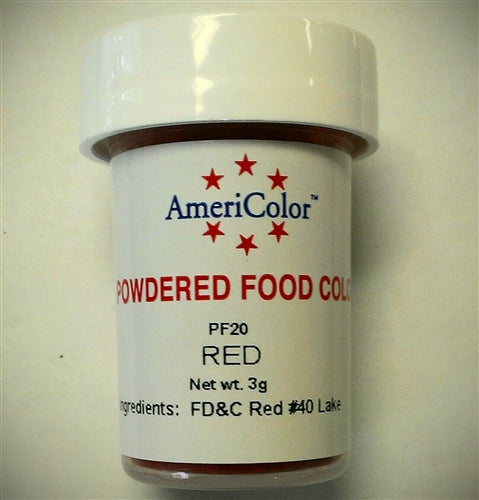 AmeriColor™
POWDERED FOOD COLO
PF20
RED
Net wt. 3g
ngredients: FD&C Red #40 Lake